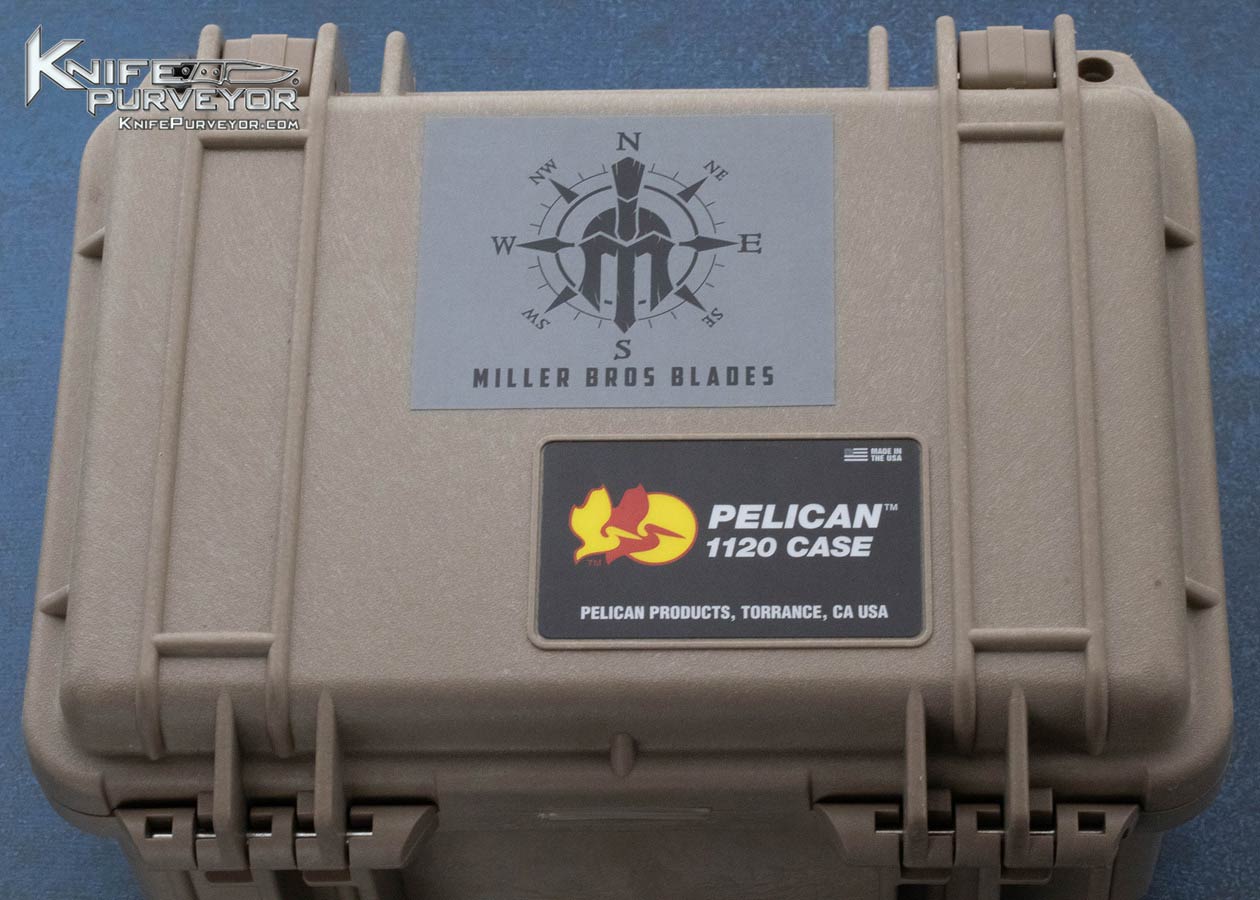 KNIFE
PURVEYOR
KNIFEPURVEYOR.COM
N
NW
NE
W
E
SW
SE
S
MILLER BROS BLADES
MADE IN
THE USA
PELICAN™
1120 CASE
TM
PELICAN PRODUCTS, TORRANCE, CA USA